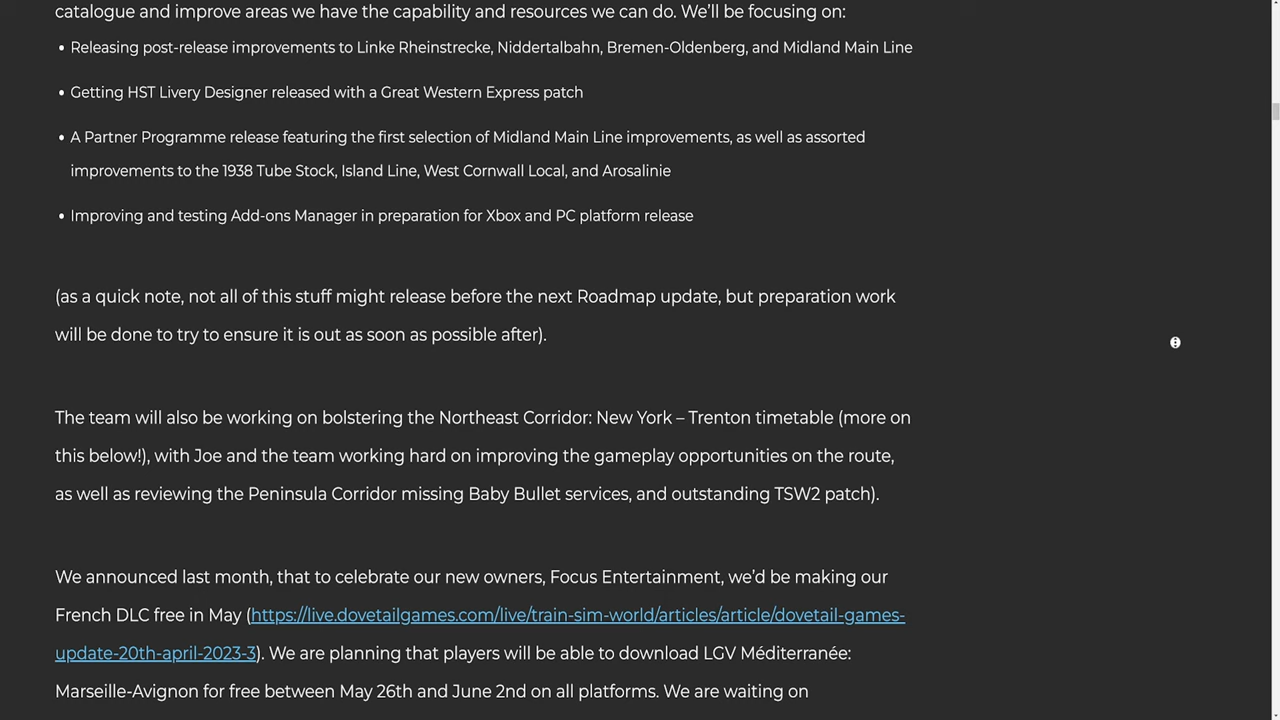 catalogue and improve areas we have the capability and resources we can do. We’ll be focusing on:
• Releasing post-release improvements to Linke Rheinstrecke, Niddertalbahn, Bremen-Oldenberg, and Midland Main Line
• Getting HST Livery Designer released with a Great Western Express patch
• A Partner Programme release featuring the first selection of Midland Main Line improvements, as well as assorted
improvements to the 1938 Tube Stock, Island Line, West Cornwall Local, and Arosalinie
• Improving and testing Add-ons Manager in preparation for Xbox and PC platform release
(as a quick note, not all of this stuff might release before the next Roadmap update, but preparation work
will be done to try to ensure it is out as soon as possible after).
The team will also be working on bolstering the Northeast Corridor: New York – Trenton timetable (more on
this below!), with Joe and the team working hard on improving the gameplay opportunities on the route,
as well as reviewing the Peninsula Corridor missing Baby Bullet services, and outstanding TSW2 patch).
We announced last month, that to celebrate our new owners, Focus Entertainment, we’d be making our
French DLC free in May (https://live.dovetailgames.com/live/train-sim-world/articles/article/dovetail-games-
update-20th-april-2023-3). We are planning that players will be able to download LGV Méditerranée:
Marseille-Avignon for free between May 26th and June 2nd on all platforms. We are waiting on